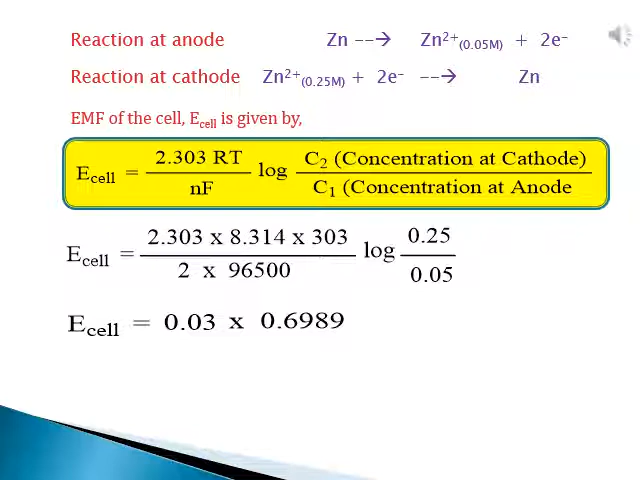 Reaction at anode Zn --→ Zn²⁺(0.05M) + 2e⁻
Reaction at cathode Zn²⁺(0.25M) + 2e⁻ --→ Zn
EMF of the cell, Ecell is given by,
Ecell = 2.303 RT / nF log C₂ (Concentration at Cathode) / C₁ (Concentration at Anode
Ecell = 2.303 x 8.314 x 303 / 2 x 96500 log 0.25 / 0.05
Ecell = 0.03 x 0.6989